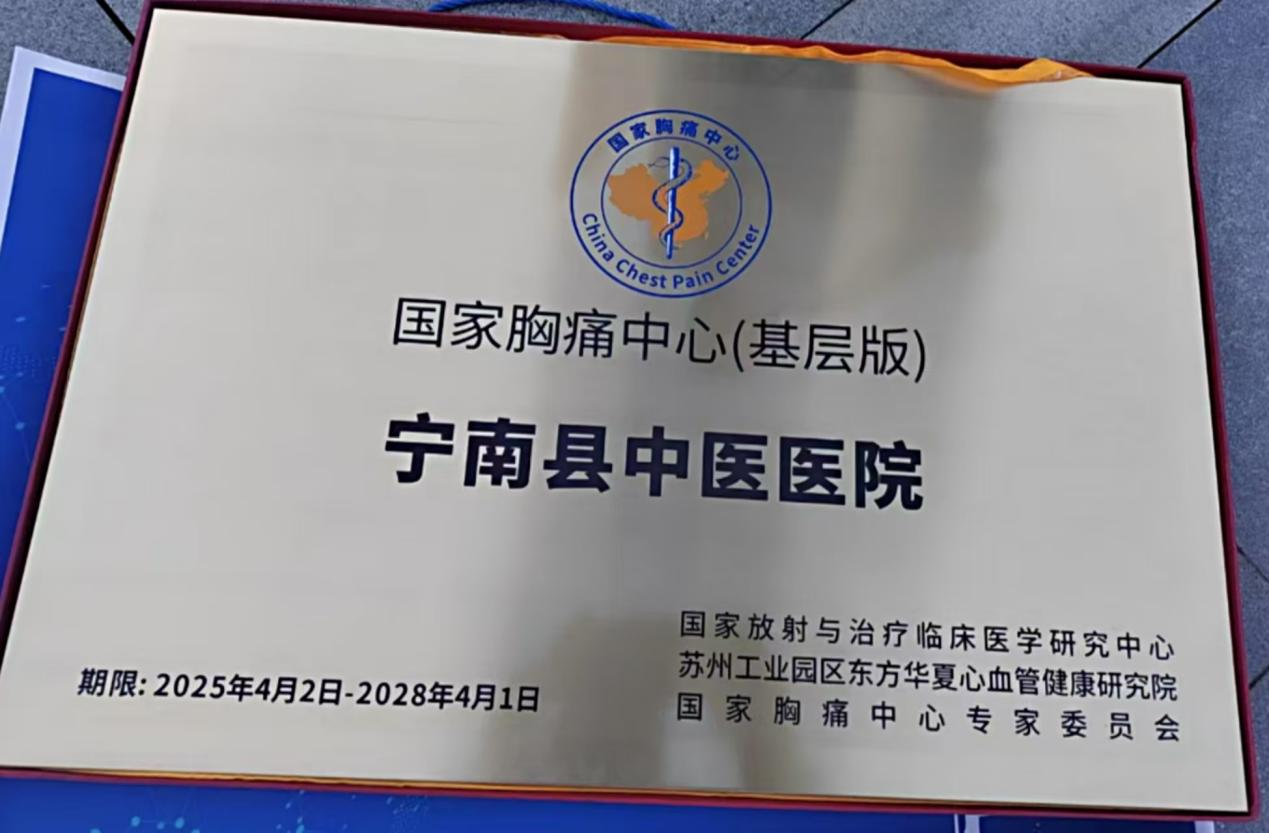 国家胸痛中心
China Chest Pain Center
国家胸痛中心(基层版)
宁南县中医医院
期限: 2025年4月2日-2028年4月1日
国家放射与治疗临床医学研究中心
苏州工业园区东方华夏心血管健康研究院
国家胸痛中心专家委员会